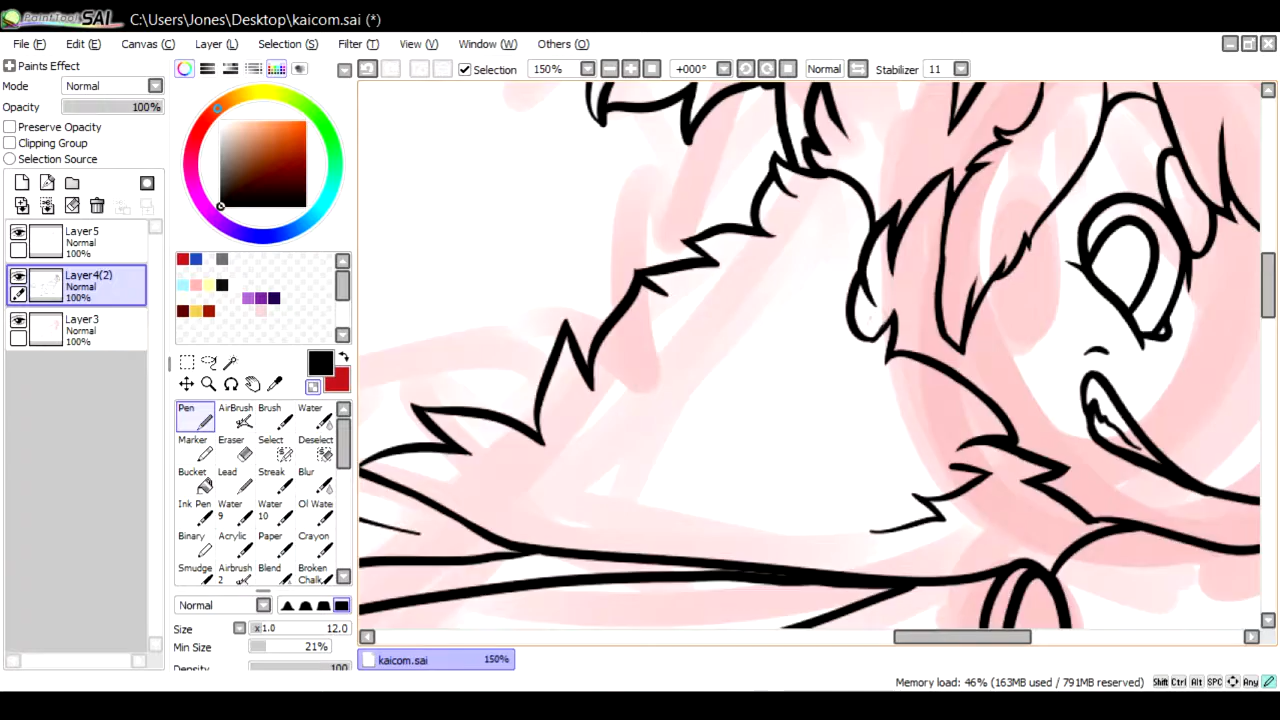 PaintTool SAI C:\Users\Jones\Desktop\kaicom.sai (*)
File (F) Edit (E) Canvas (C) Layer (L) Selection (S) Filter (T) View (V) Window (W) Others (O)
Paints Effect
Selection 150% +000° Normal Stabilizer 11
Mode Normal
Opacity 100%
Preserve Opacity
Clipping Group
Selection Source
Layer5
Normal
100%
Layer4(2)
Normal
100%
Layer3
Normal
100%
Pen AirBrush Brush Water
Marker Eraser Select Deselect
Bucket Lead Streak Blur
Ink Pen Water 9 Water 10 Ol Wate
Binary Acrylic Paper Crayon
Smudge Airbrush 2 Blend Broken Chalk
Normal
Size x1.0 12.0
Min Size 21%
Density 100
kaicom.sai 150%
Memory load: 46% (163MB used / 791MB reserved) Shift Ctrl Alt SPC Any